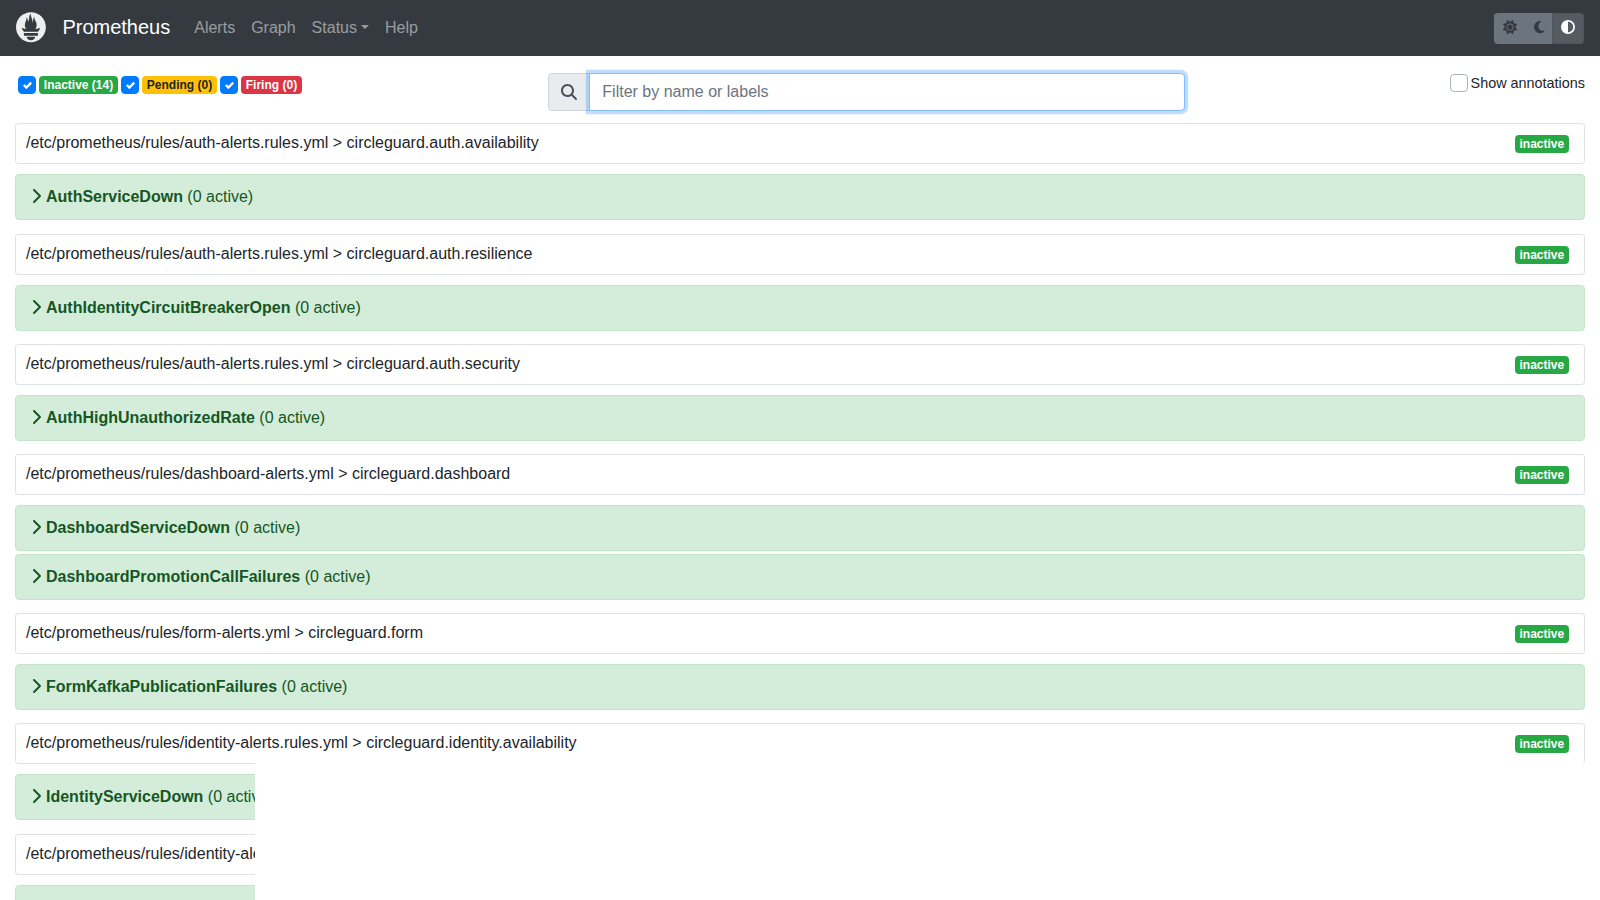 Prometheus Alerts Graph Status Help
Inactive (14) Pending (0) Firing (0) Filter by name or labels Show annotations
/etc/prometheus/rules/auth-alerts.rules.yml > circleguard.auth.availability inactive
AuthServiceDown (0 active)
/etc/prometheus/rules/auth-alerts.rules.yml > circleguard.auth.resilience inactive
AuthIdentityCircuitBreakerOpen (0 active)
/etc/prometheus/rules/auth-alerts.rules.yml > circleguard.auth.security inactive
AuthHighUnauthorizedRate (0 active)
/etc/prometheus/rules/dashboard-alerts.yml > circleguard.dashboard inactive
DashboardServiceDown (0 active)
DashboardPromotionCallFailures (0 active)
/etc/prometheus/rules/form-alerts.yml > circleguard.form inactive
FormKafkaPublicationFailures (0 active)
/etc/prometheus/rules/identity-alerts.rules.yml > circleguard.identity.availability inactive
IdentityServiceDown (0
/etc/prometheus/rules/identity-